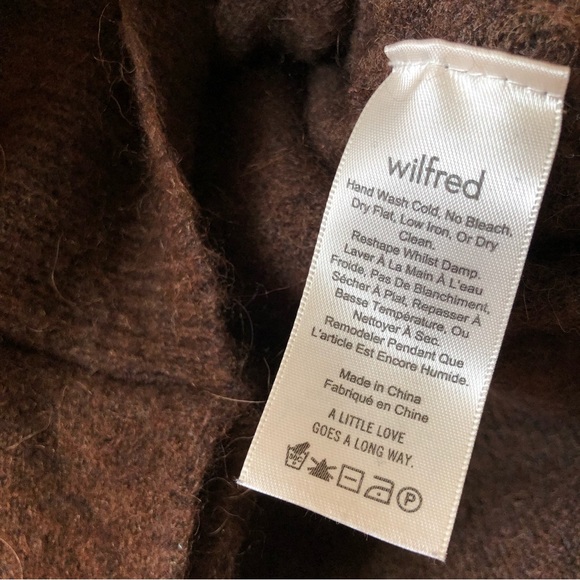 wilfred
Hand Wash Cold, No Bleach,
Dry Flat, Low Iron, Or Dry
Clean.
Reshape Whilst Damp.
Laver À La Main À L'eau
Froide, Pas De Blanchiment,
Sécher À Plat, Repasser À
Basse Température, Ou
Nettoyer À Sec.
Remodeler Pendant Que
L'article Est Encore Humide.
Made in China
Fabriqué en Chine
A LITTLE LOVE
GOES A LONG WAY.
P